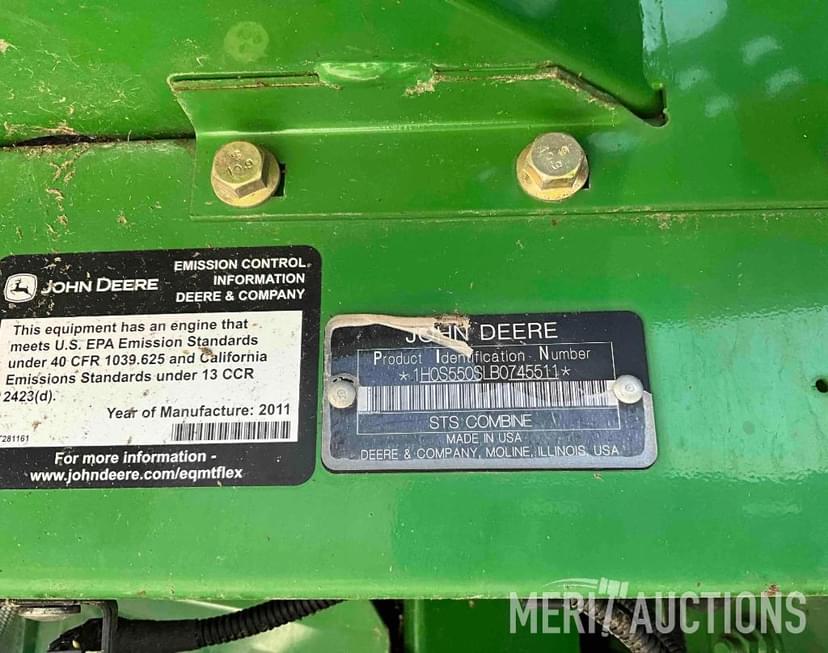 10.9
JOHN DEERE
EMISSION CONTROL
INFORMATION
DEERE & COMPANY
This equipment has an engine that
meets U.S. EPA Emission Standards
under 40 CFR 1039.625 and California
Emissions Standards under 13 CCR
2423(d).
Year of Manufacture: 2011
T281161
For more information -
www.johndeere.com/eqmtflex
JOHN DEERE
Product Identification Number
*1H0S550SLB0745511*
STS COMBINE
MADE IN USA
DEERE & COMPANY, MOLINE, ILLINOIS, USA
MERIT AUCTIONS